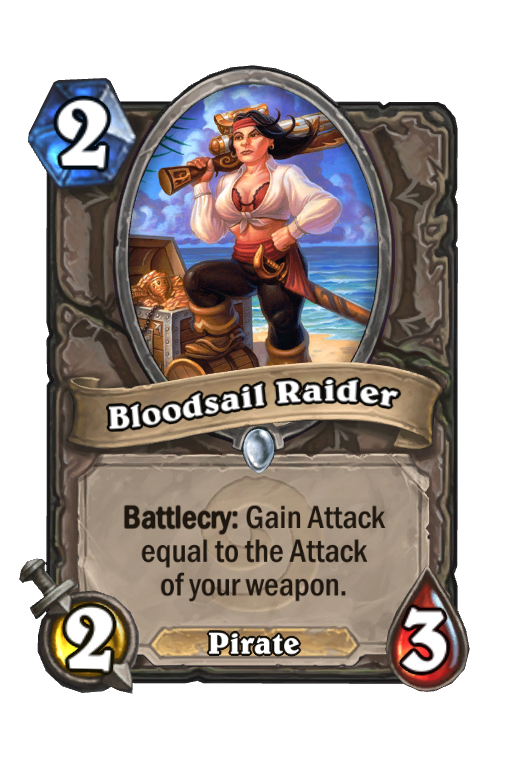 2
Bloodsail Raider
Battlecry: Gain Attack
equal to the Attack
of your weapon.
2
Pirate
3